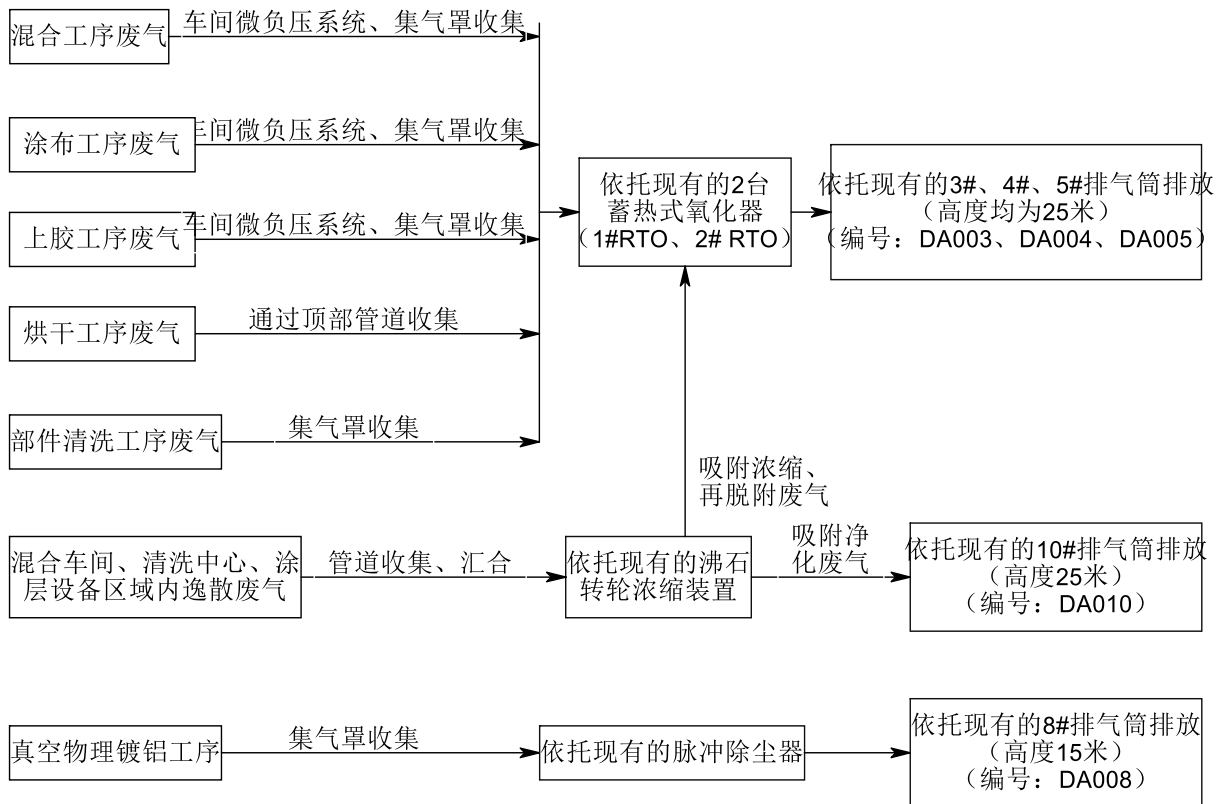 混合工序废气
车间微负压系统、集气罩收集
涂布工序废气
车间微负压系统、集气罩收集
上胶工序废气
车间微负压系统、集气罩收集
烘干工序废气
通过顶部管道收集
部件清洗工序废气
集气罩收集
依托现有的2台
蓄热式氧化器
（1#RTO、2# RTO）
依托现有的3#、4#、5#排气筒排放
（高度均为25米）
（编号：DA003、DA004、DA005）
吸附浓缩、
再脱附废气
混合车间、清洗中心、涂
层设备区域内逸散废气
管道收集、汇合
依托现有的沸石
转轮浓缩装置
吸附净
化废气
依托现有的10#排气筒排放
（高度25米）
（编号：DA010）
真空物理镀铝工序
集气罩收集
依托现有的脉冲除尘器
依托现有的8#排气筒排放
（高度15米）
（编号：DA008）